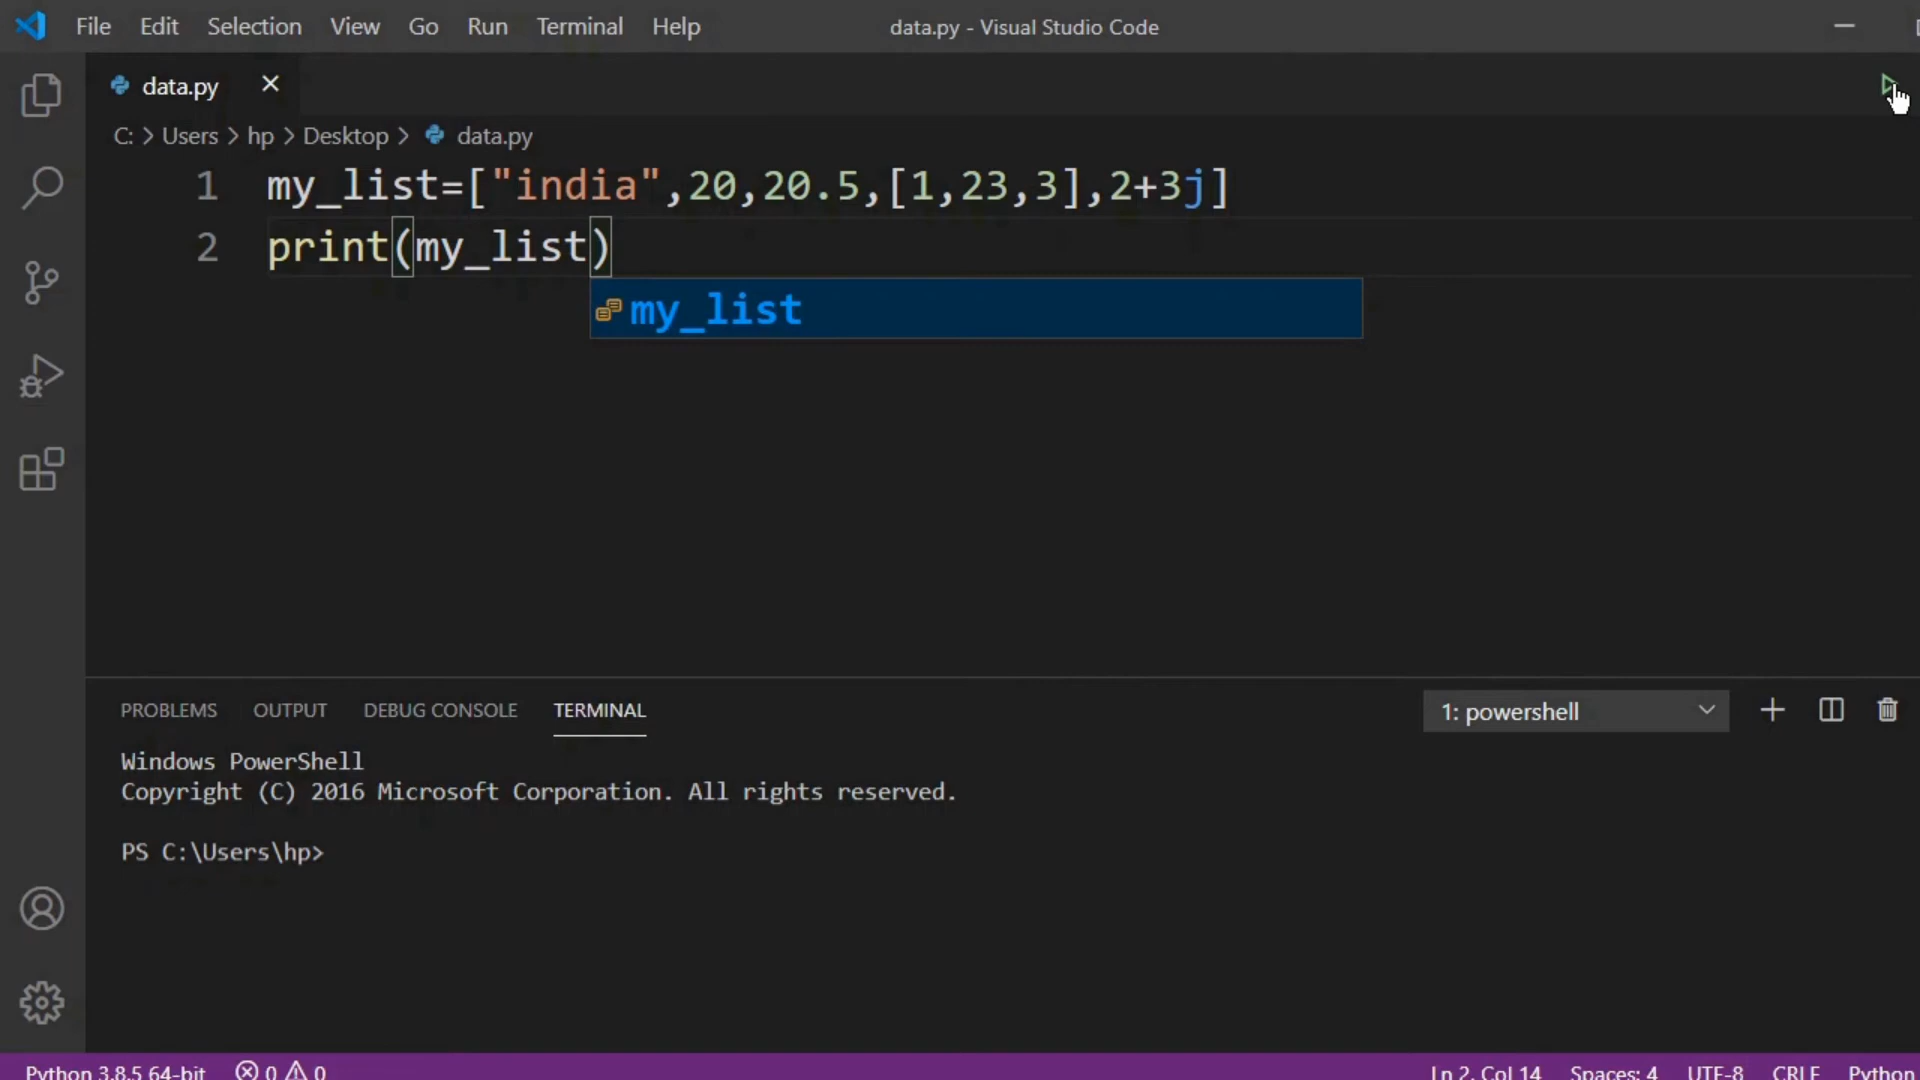 File Edit Selection View Go Run Terminal Help data.py - Visual Studio Code
data.py
C: > Users > hp > Desktop > data.py
1 my_list=["india",20,20.5,[1,23,3],2+3j]
2 print(my_list)
my_list
PROBLEMS OUTPUT DEBUG CONSOLE TERMINAL 1: powershell
Windows PowerShell
Copyright (C) 2016 Microsoft Corporation. All rights reserved.
PS C:\Users\hp>
Python 3.8.5 64-bit 0 0 Ln 2, Col 14 Spaces: 4 UTF-8 CRLF Python